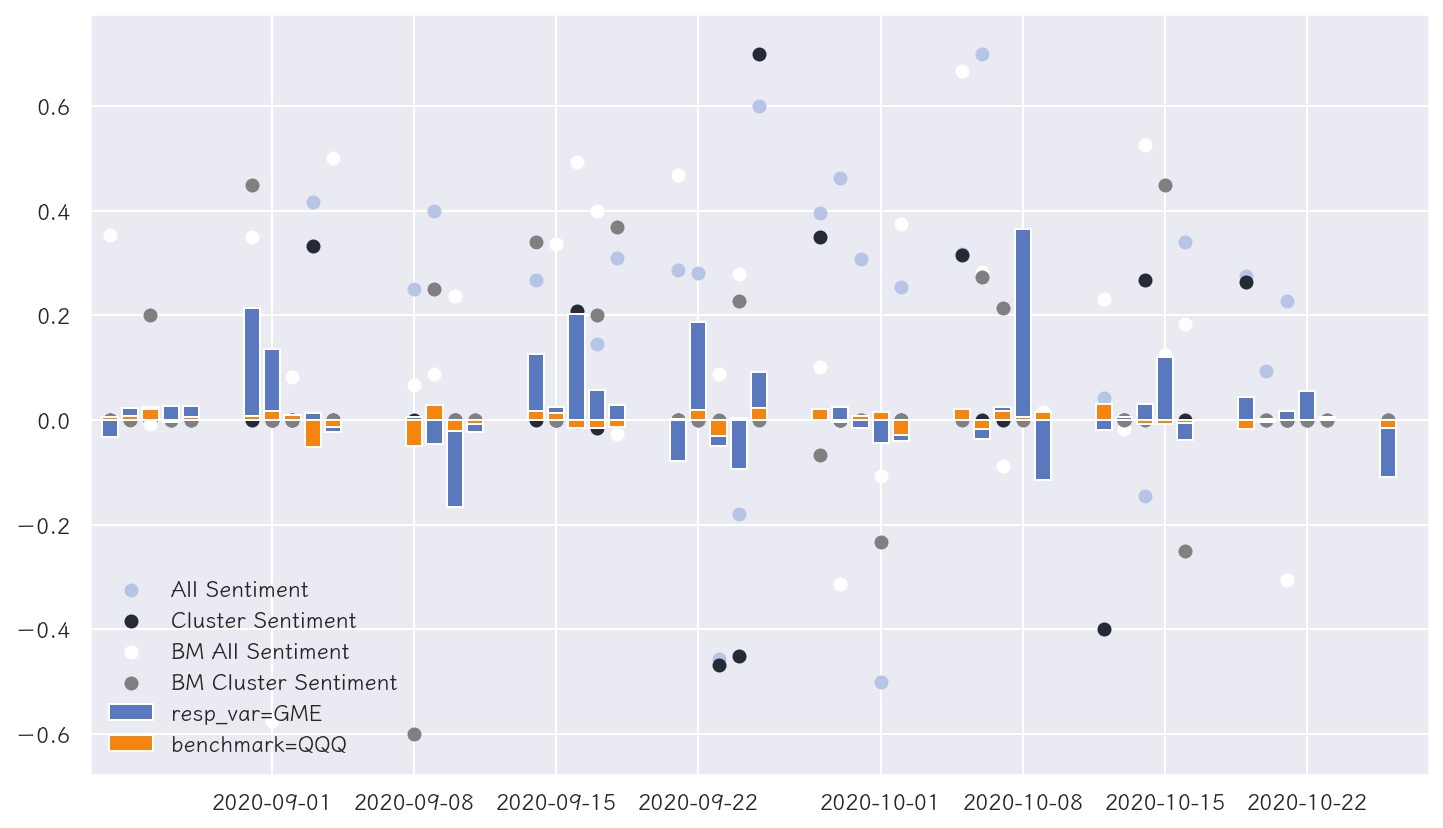 0.6
0.4
0.2
0.0
−0.2
−0.4
−0.6
All Sentiment
Cluster Sentiment
BM All Sentiment
BM Cluster Sentiment
resp_var=GME
benchmark=QQQ
2020-09-01 2020-09-08 2020-09-15 2020-09-22 2020-10-01 2020-10-08 2020-10-15 2020-10-22